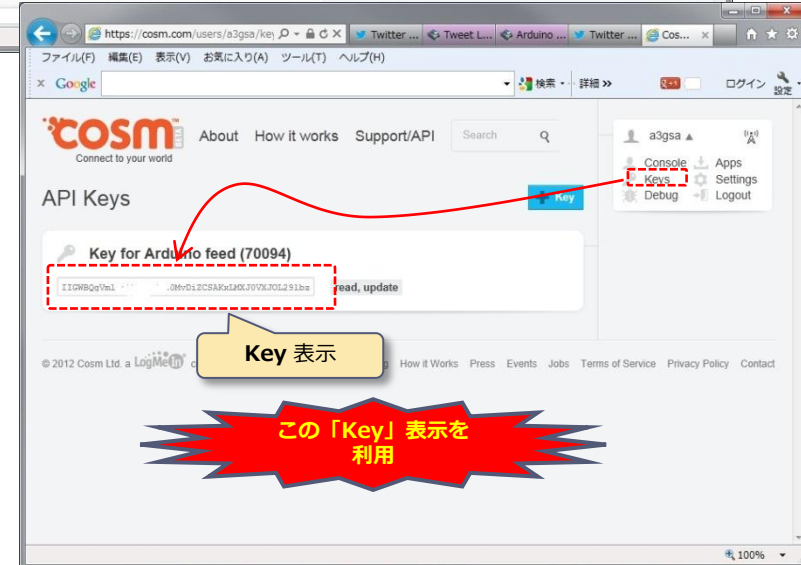 https://cosm.com/users/a3gsa/key
Twitter ...
Tweet L...
Arduino ...
Twitter ...
Cos...
ファイル(F) 編集(E) 表示(V) お気に入り(A) ツール(T) ヘルプ(H)
x Google
検索
詳細 >>
ログイン
設定
COSM
Connect to your world
About How it works Support/API
Search
a3gsa
Console
Apps
Keys
Settings
Debug
Logout
API Keys
Key
Key for Arduino feed (70094)
read, update
Key 表示
© 2012 Cosm Ltd. a LogMeIn
How it Works Press Events Jobs Terms of Service Privacy Policy Contact
この「Key」表示を
利用
100%